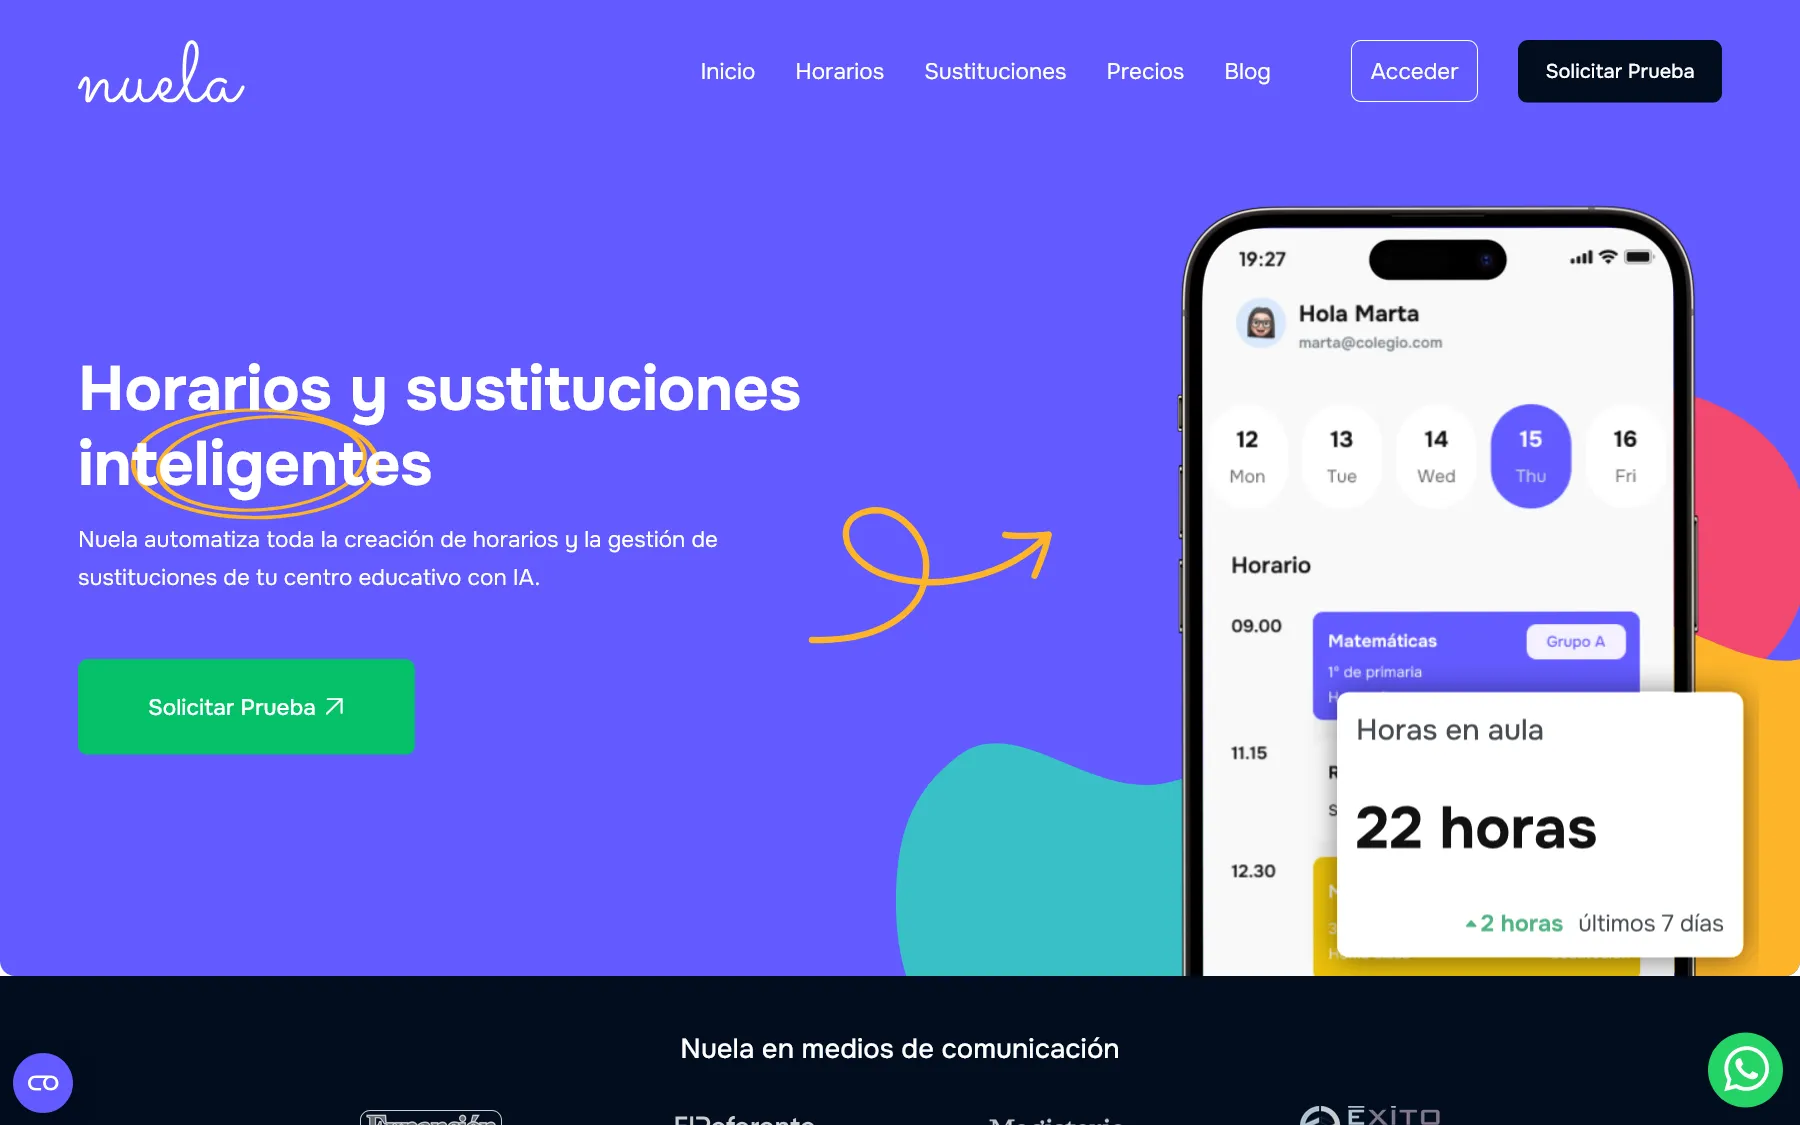 nuela
Inicio
Horarios
Sustituciones
Precios
Blog
Acceder
Solicitar Prueba
Horarios y sustituciones
inteligentes
Nuela automatiza toda la creación de horarios y la gestión de
sustituciones de tu centro educativo con IA.
Solicitar Prueba
19:27
Hola Marta
marta@colegio.com
12
Mon
13
Tue
14
Wed
15
Thu
16
Fri
Horario
09.00
Matemáticas
Grupo A
1º de primaria
11.15
12.30
Horas en aula
22 horas
2 horas últimos 7 días
Nuela en medios de comunicación
Expansión
ElReferente
Magisterio
ÉXITO